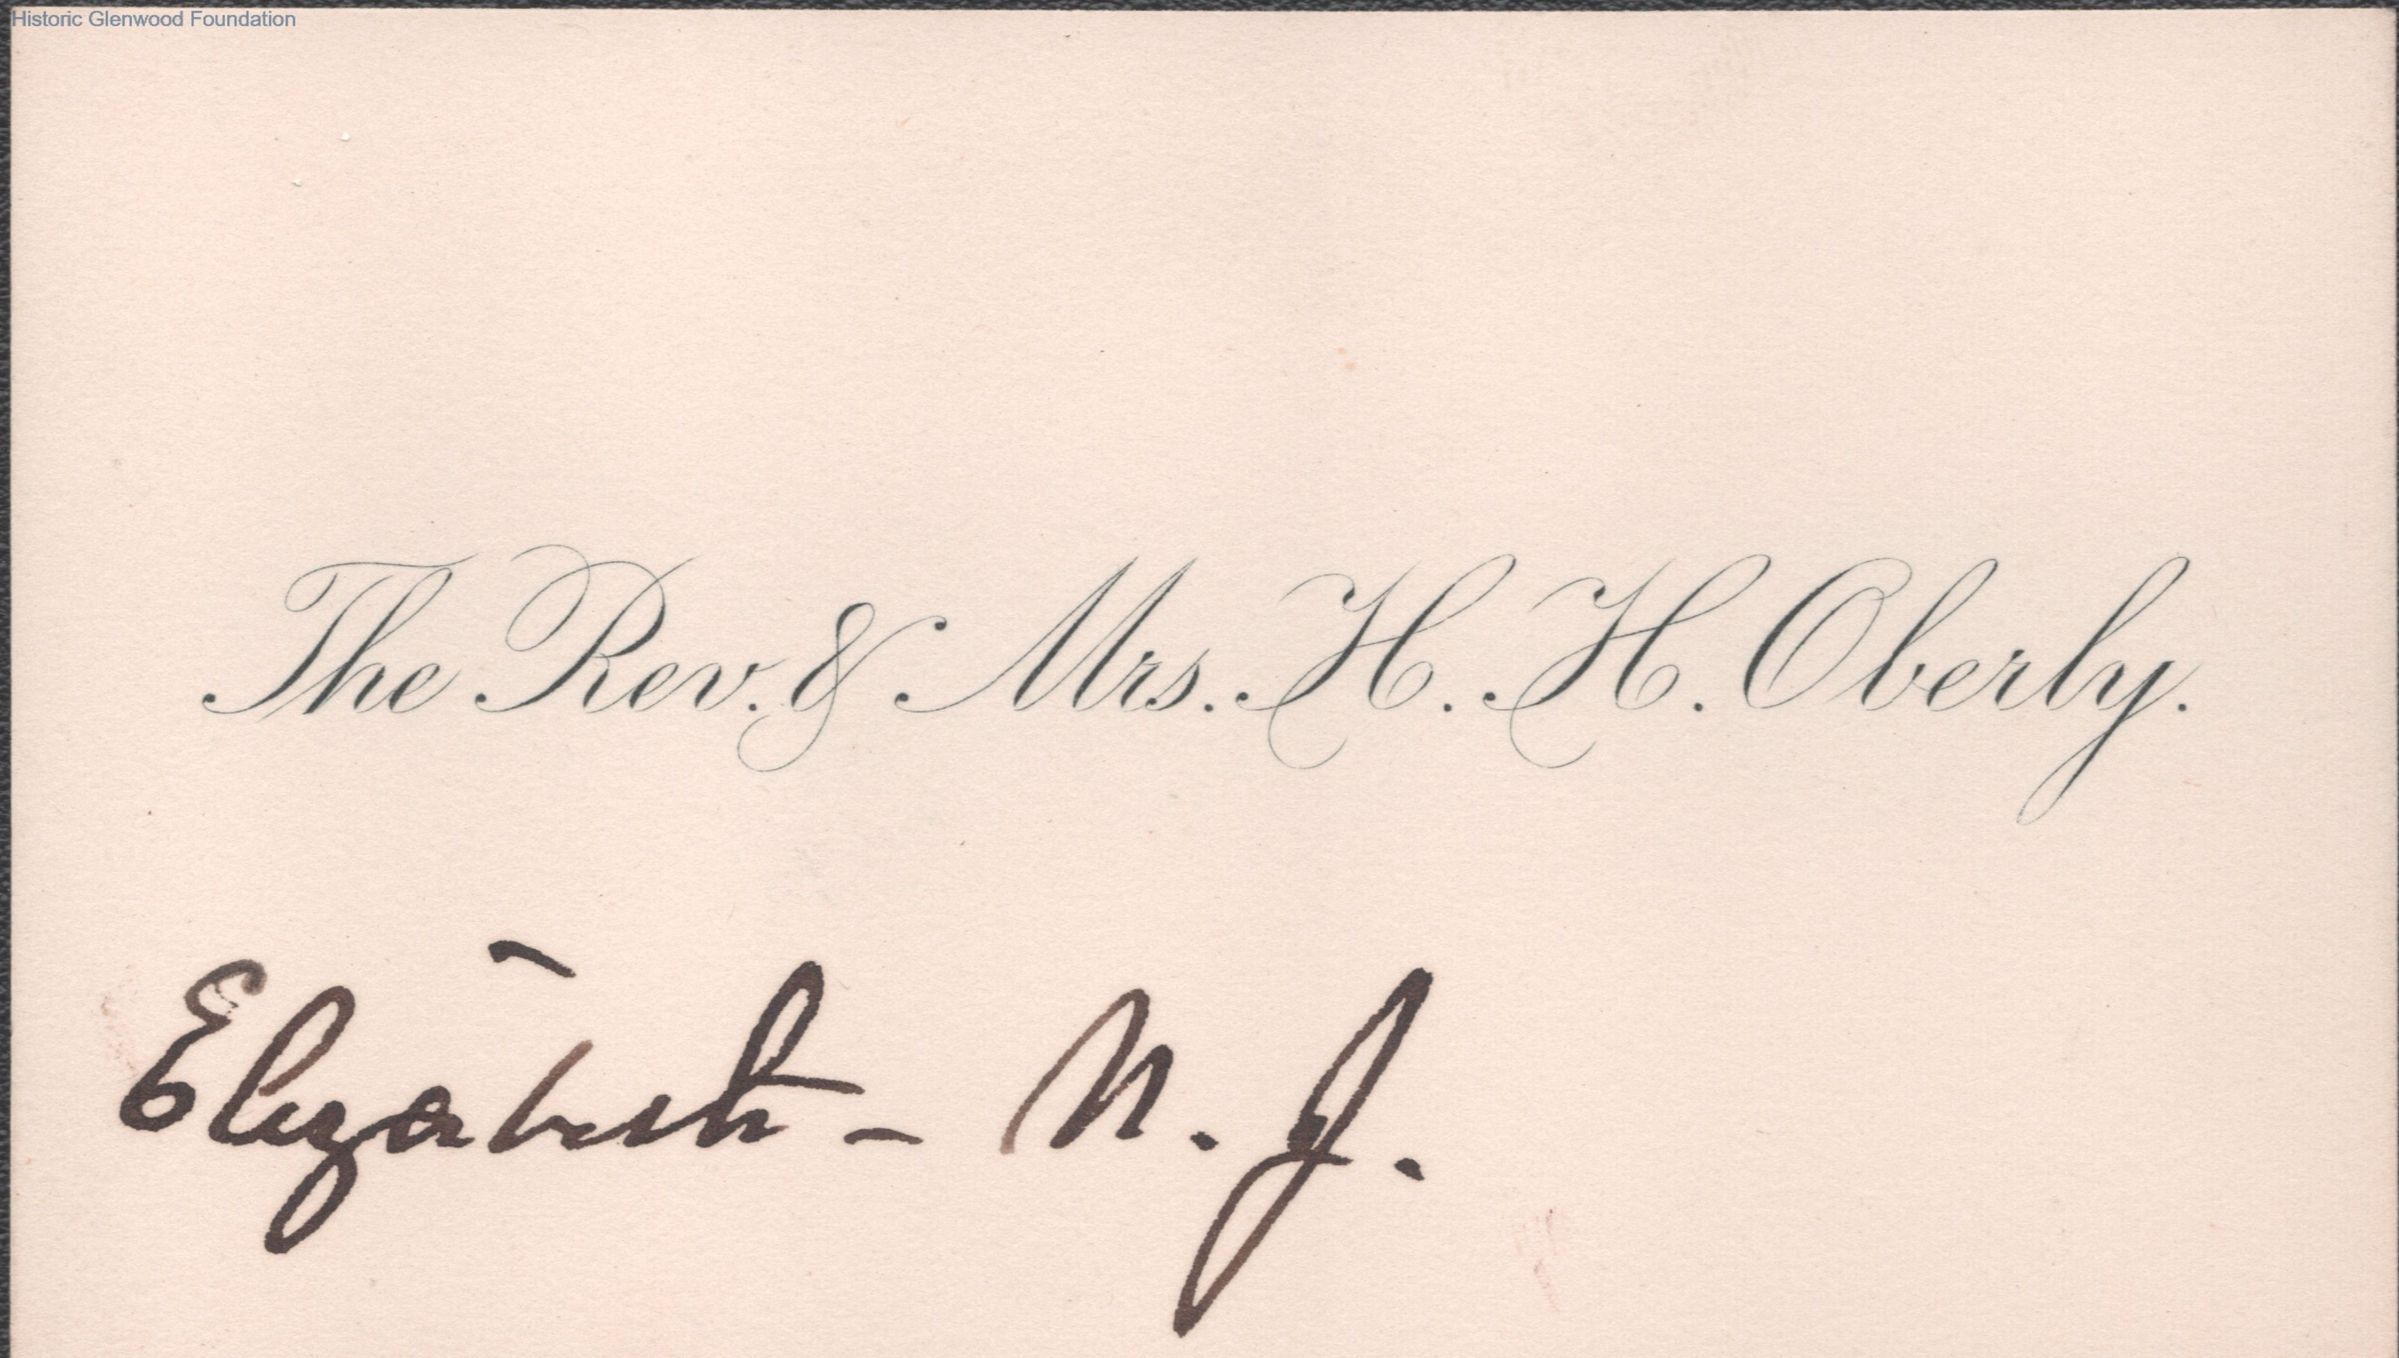 Historic Glenwood Foundation
The Rev. & Mrs. H. H. Oberly.
Elizabeth - N. J.